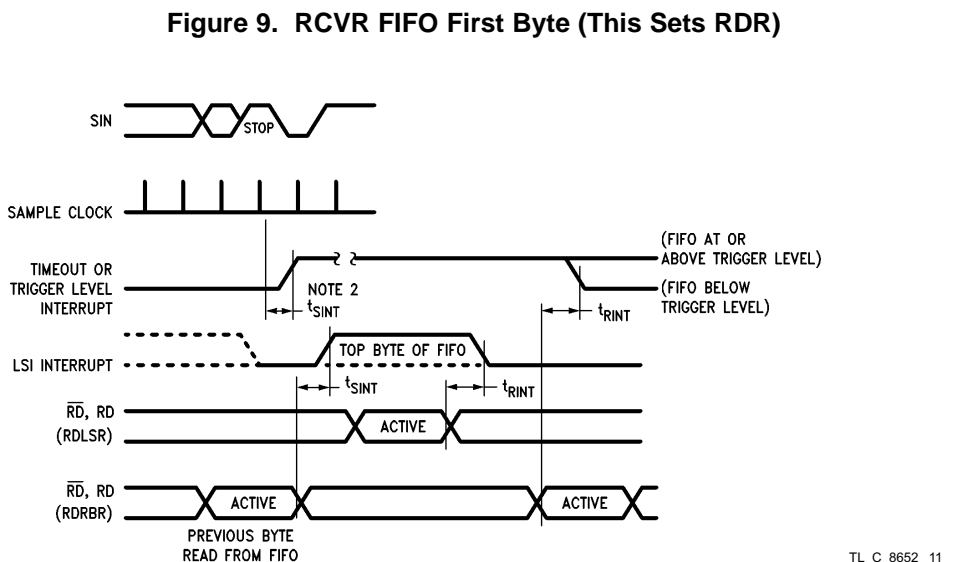 Figure 9. RCVR FIFO First Byte (This Sets RDR)
SIN
STOP
SAMPLE CLOCK
TIMEOUT OR
TRIGGER LEVEL
INTERRUPT
NOTE 2
tSINT
(FIFO AT OR
ABOVE TRIGGER LEVEL)
(FIFO BELOW
TRIGGER LEVEL)
tRINT
LSI INTERRUPT
TOP BYTE OF FIFO
tSINT
tRINT
R̅D̅, RD
(RDLSR)
ACTIVE
R̅D̅, RD
(RDRBR)
ACTIVE
ACTIVE
PREVIOUS BYTE
READ FROM FIFO
TL C 8652 11